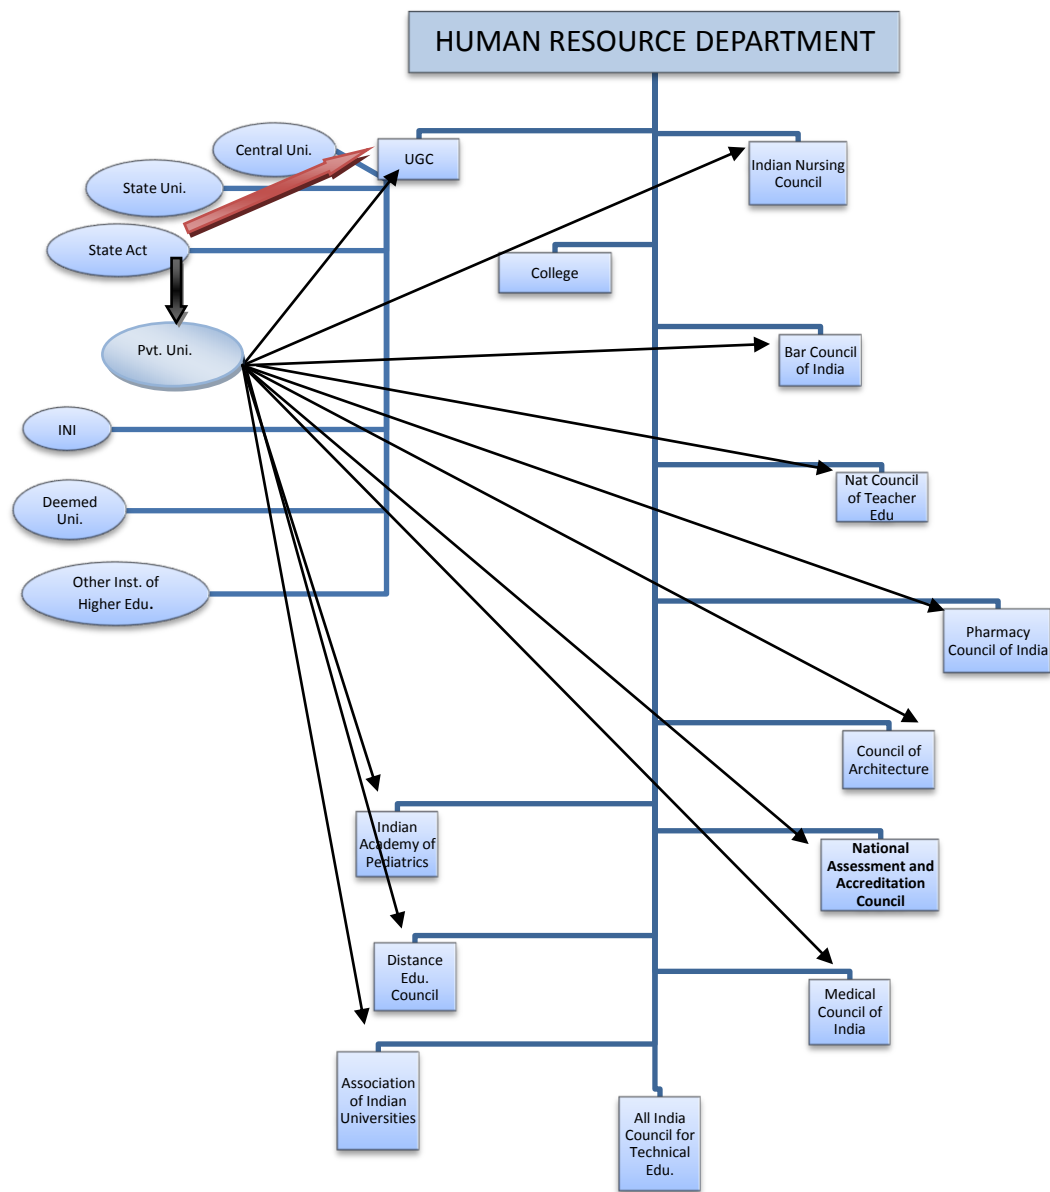 HUMAN RESOURCE DEPARTMENT
Central Uni.
UGC
Indian Nursing
Council
State Uni.
State Act
College
Pvt. Uni.
Bar Council
of India
INI
Nat Council
of Teacher
Edu
Deemed
Uni.
Other Inst. of
Higher Edu.
Pharmacy
Council of India
Council of
Architecture
Indian
Academy of
Pediatrics
National
Assessment and
Accreditation
Council
Distance
Edu.
Council
Medical
Council of
India
Association
of Indian
Universities
All India
Council for
Technical
Edu.